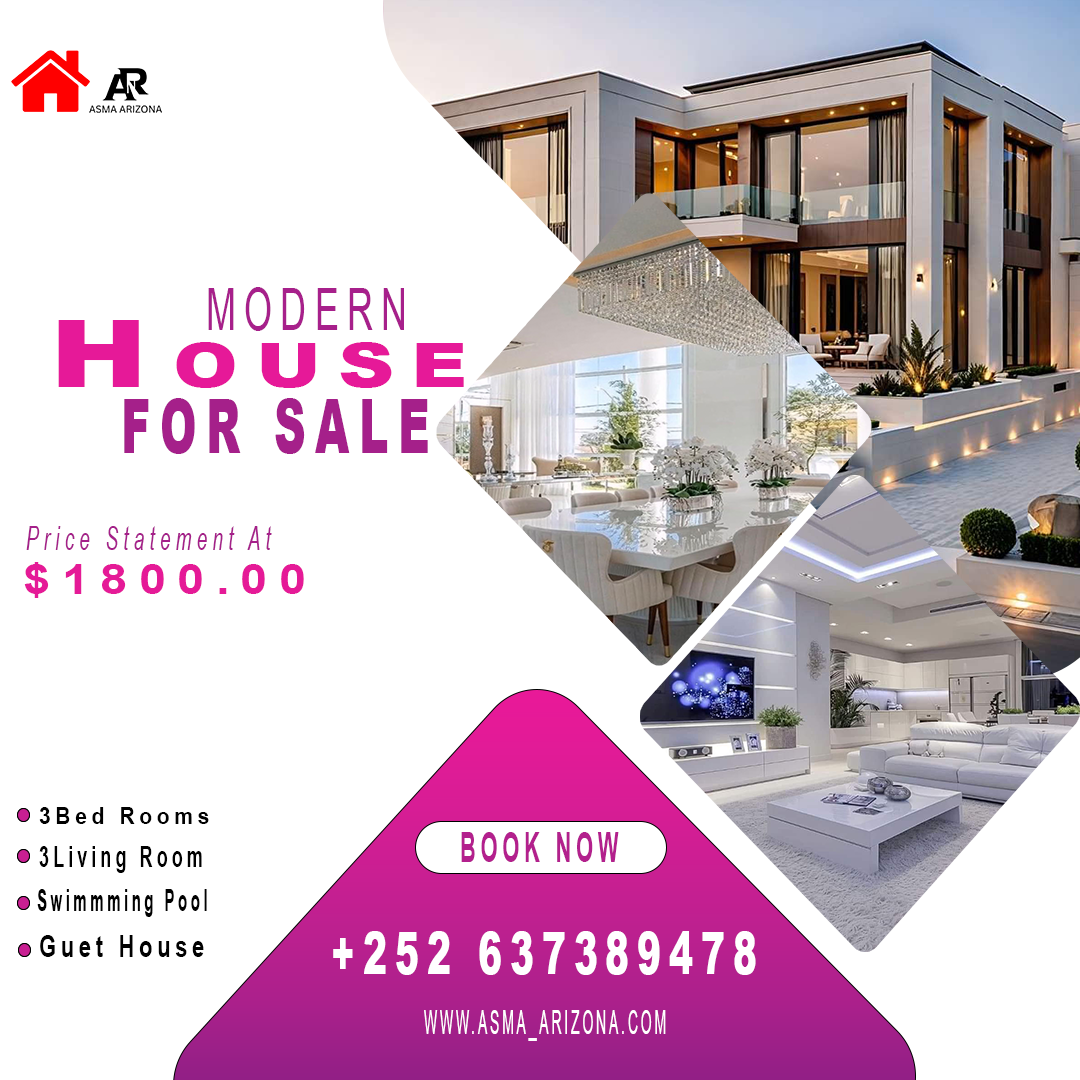 AR
ASMA ARIZONA
MODERN
HOUSE
FOR SALE
Price Statement At
$1800.00
3Bed Rooms
3Living Room
Swimmming Pool
Guet House
BOOK NOW
+252 637389478
WWW.ASMA_ARIZONA.COM